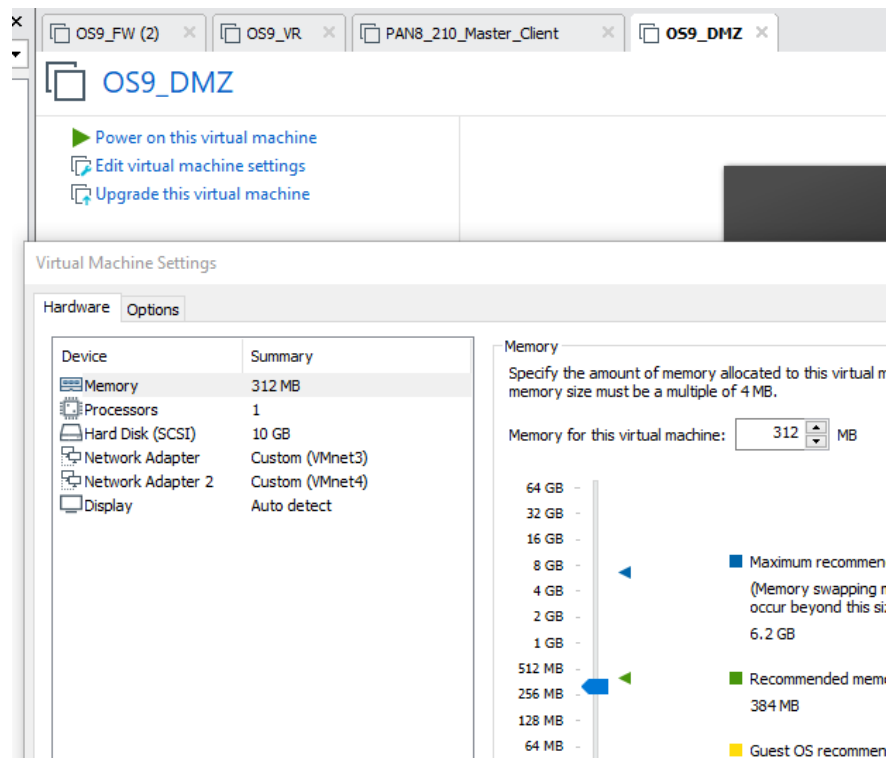 OS9_FW (2)
OS9_VR
PAN8_210_Master_Client
OS9_DMZ
OS9_DMZ
Power on this virtual machine
Edit virtual machine settings
Upgrade this virtual machine
Virtual Machine Settings
Hardware
Options
Device Summary
Memory 312 MB
Processors 1
Hard Disk (SCSI) 10 GB
Network Adapter Custom (VMnet3)
Network Adapter 2 Custom (VMnet4)
Display Auto detect
Memory
Specify the amount of memory allocated to this virtual
memory size must be a multiple of 4 MB.
Memory for this virtual machine: 312 MB
64 GB
32 GB
16 GB
8 GB
4 GB
2 GB
1 GB
512 MB
256 MB
128 MB
64 MB
Maximum recommen
(Memory swapping
occur beyond this si
6.2 GB
Recommended mem
384 MB
Guest OS recommen